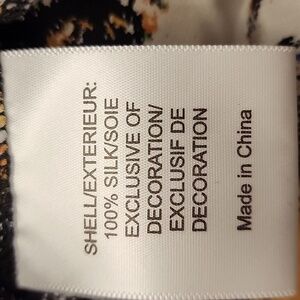 SHELL/EXTERIEUR:
100% SILK/SOIE
EXCLUSIVE OF
DECORATION/
EXCLUSIF DE
DECORATION
Made in China